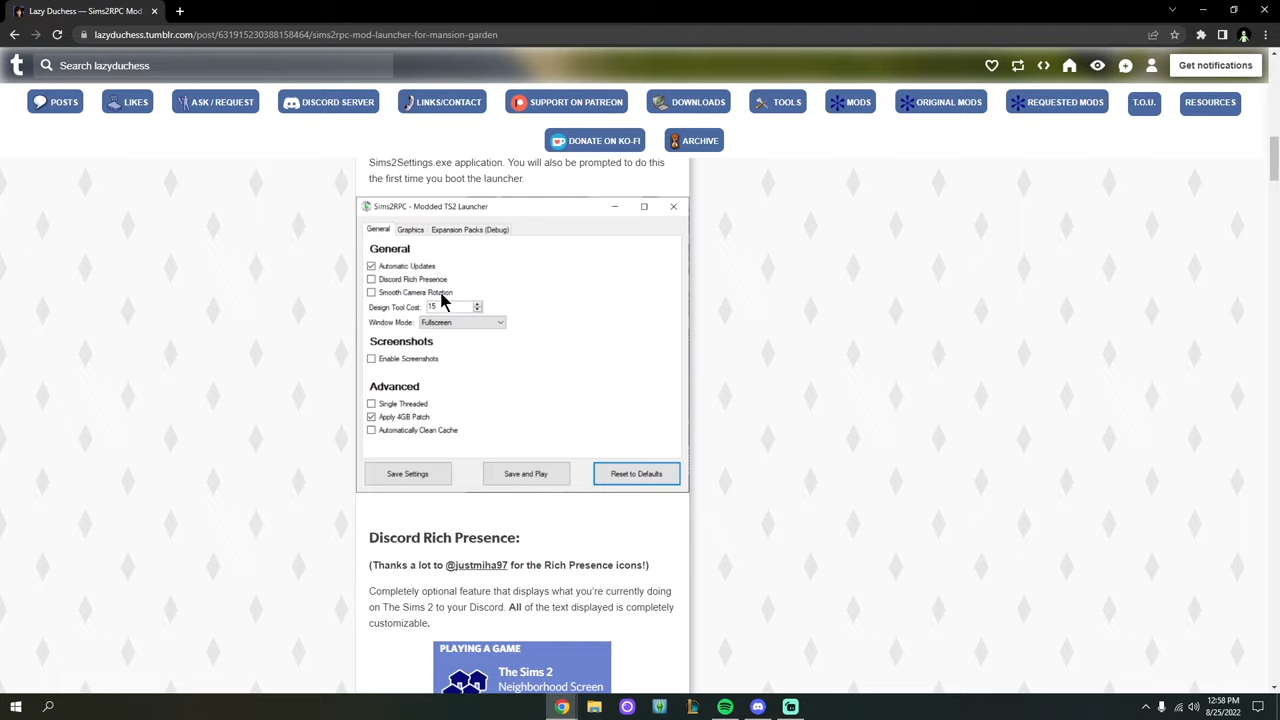 Lazy Duchess — Sims2RPC Mod
lazyduchess.tumblr.com/post/631915230388158464/sims2rpc-mod-launcher-for-mansion-garden
t
Search lazyduchess
Get notifications
POSTS
LIKES
ASK / REQUEST
DISCORD SERVER
LINKS/CONTACT
SUPPORT ON PATREON
DOWNLOADS
TOOLS
MODS
ORIGINAL MODS
REQUESTED MODS
T.O.U.
RESOURCES
DONATE ON KO-FI
ARCHIVE
Sims2Settings.exe application. You will also be prompted to do this
the first time you boot the launcher.
Sims2RPC - Modded TS2 Launcher
General Graphics Expansion Packs (Debug)
General
Automatic Updates
Discord Rich Presence
Smooth Camera Rotation
Design Tool Cost: 15
Window Mode: Fullscreen
Screenshots
Enable Screenshots
Advanced
Single Threaded
Apply 4GB Patch
Automatically Clean Cache
Save Settings
Save and Play
Reset to Defaults
Discord Rich Presence:
(Thanks a lot to @justmiha97 for the Rich Presence icons!)
Completely optional feature that displays what you're currently doing
on The Sims 2 to your Discord. All of the text displayed is completely
customizable.
PLAYING A GAME
The Sims 2
Neighborhood Screen
12:58 PM
8/25/2022